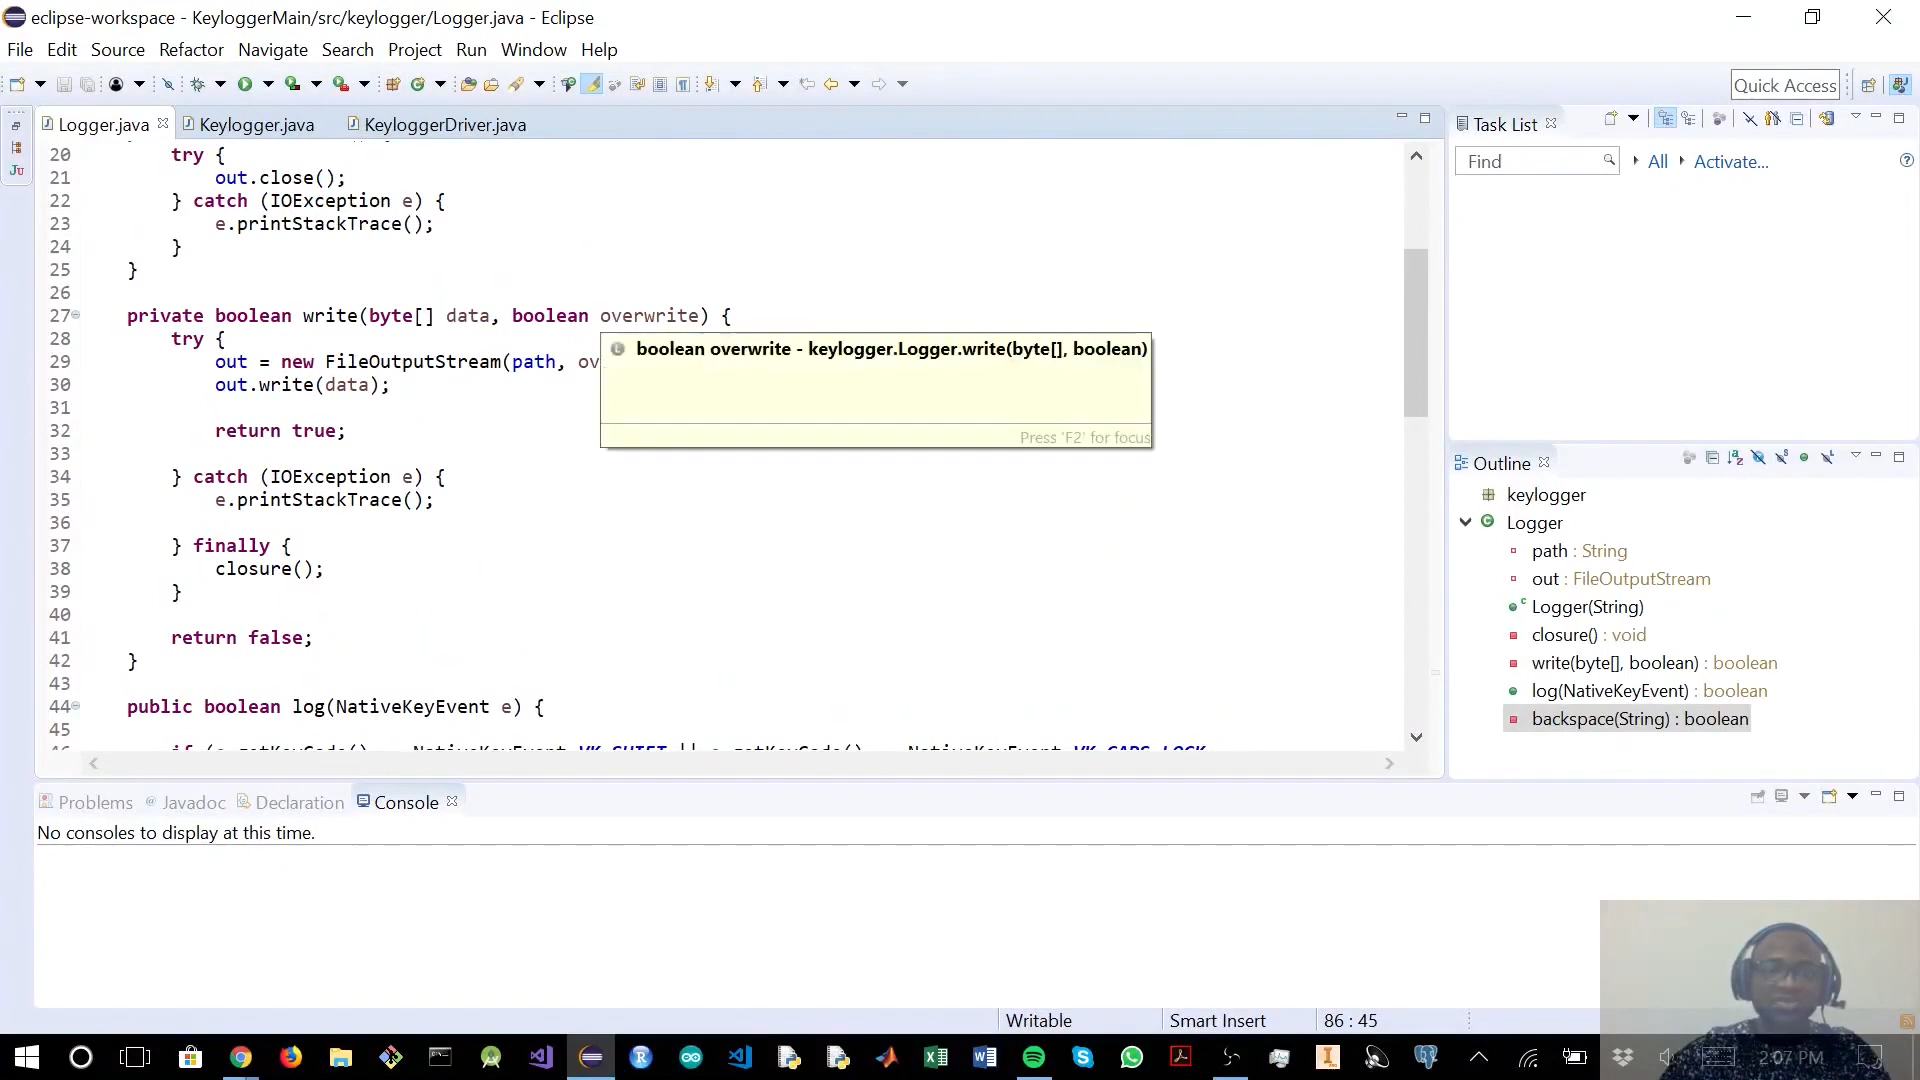 eclipse-workspace - KeyloggerMain/src/keylogger/Logger.java - Eclipse
File Edit Source Refactor Navigate Search Project Run Window Help
Quick Access
Logger.java Keylogger.java KeyloggerDriver.java
20 try {
21 out.close();
22 } catch (IOException e) {
23 e.printStackTrace();
24 }
25 }
26
27 private boolean write(byte[] data, boolean overwrite) {
28 try {
29 out = new FileOutputStream(path, ov
30 out.write(data);
31
32 return true;
33
34 } catch (IOException e) {
35 e.printStackTrace();
36
37 } finally {
38 closure();
39 }
40
41 return false;
42 }
43
44 public boolean log(NativeKeyEvent e) {
45
boolean overwrite - keylogger.Logger.write(byte[], boolean)
Press 'F2' for focus
Task List
Find All Activate...
Outline
keylogger
Logger
path : String
out : FileOutputStream
Logger(String)
closure() : void
write(byte[], boolean) : boolean
log(NativeKeyEvent) : boolean
backspace(String) : boolean
Problems Javadoc Declaration Console
No consoles to display at this time.
Writable Smart Insert 86 : 45
2:07 PM